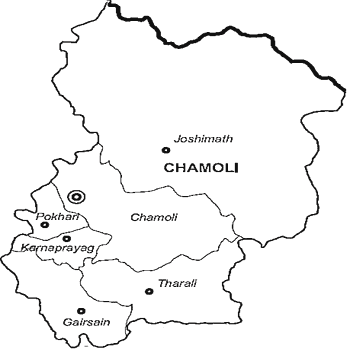 Joshimath
CHAMOLI
Pokhari
Chamoli
Karnaprayag
Tharali
Gairsain